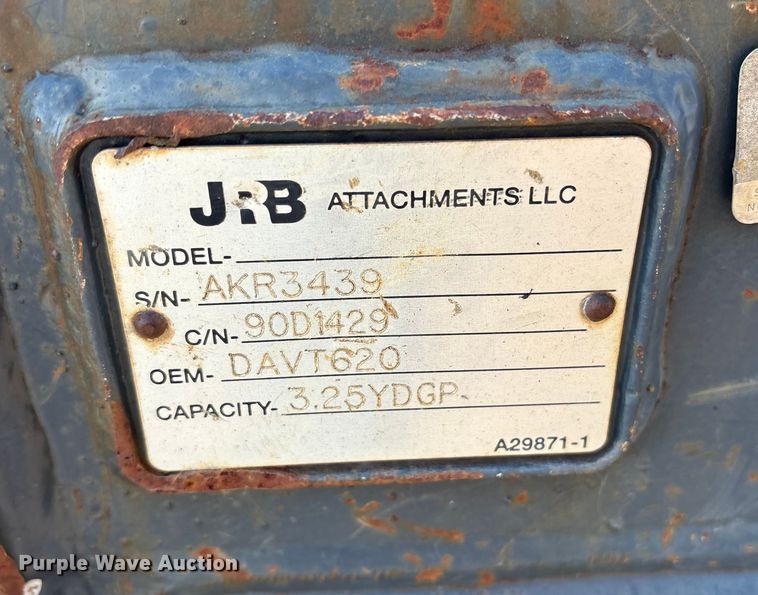 JRB ATTACHMENTS LLC
MODEL-
S/N- AKR3439
C/N- 90D1429
OEM- DAVT620
CAPACITY- 3.25YDGP
A29871-1
Purple Wave Auction